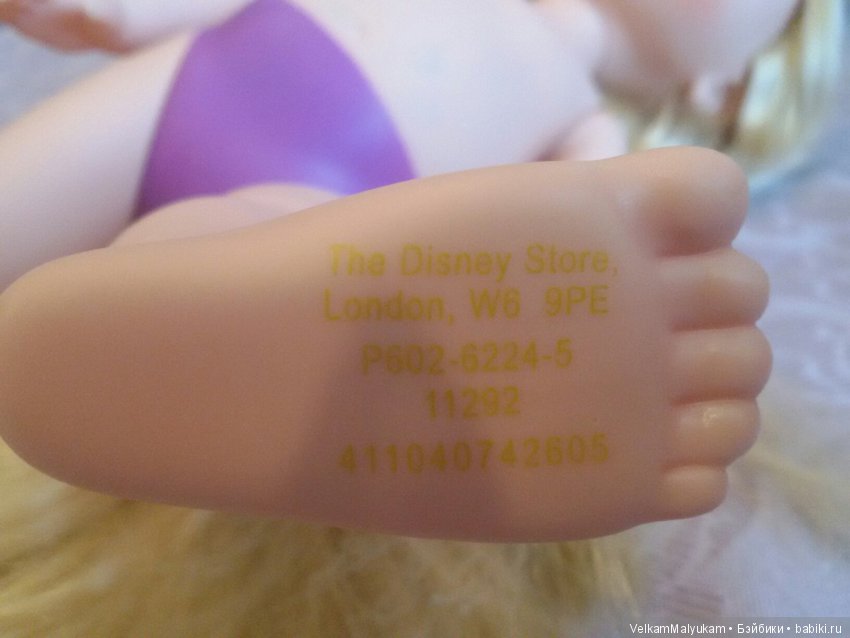 The Disney Store,
London, W6 9PE
P602-6224-5
11292
411040742605
VelkamMalyukam • Бэйбики • babiki.ru